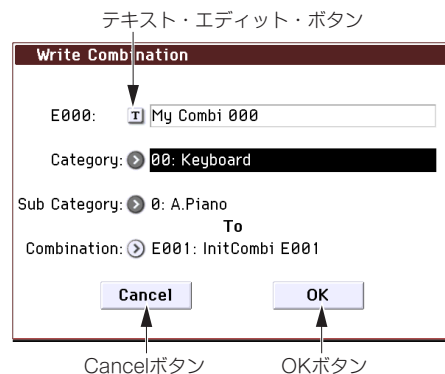 テキスト・エディット・ボタン
Write Combination
E000: T My Combi 000
Category: 00: Keyboard
Sub Category: 0: A.Piano
To
Combination: E001: InitCombi E001
Cancel OK
Cancelボタン OKボタン